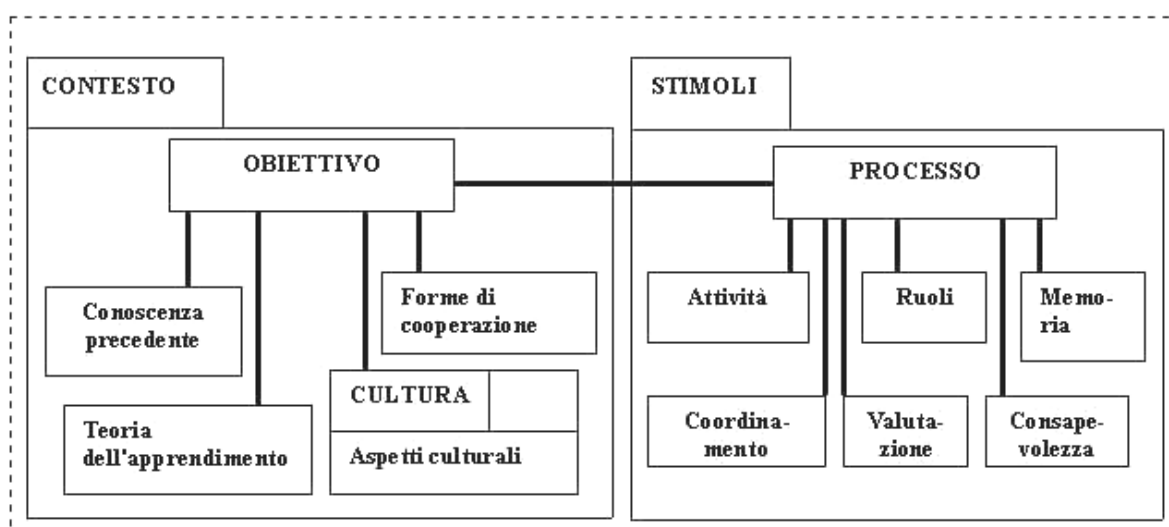 CONTESTO
OBIETTIVO
Conoscenza
precedente
Forme di
cooperazione
Teoria
dell'apprendimento
CULTURA
Aspetti culturali
STIMOLI
PROCESSO
Attività
Ruoli
Memo-
ria
Coordina-
mento
Valuta-
zione
Consape-
volezza